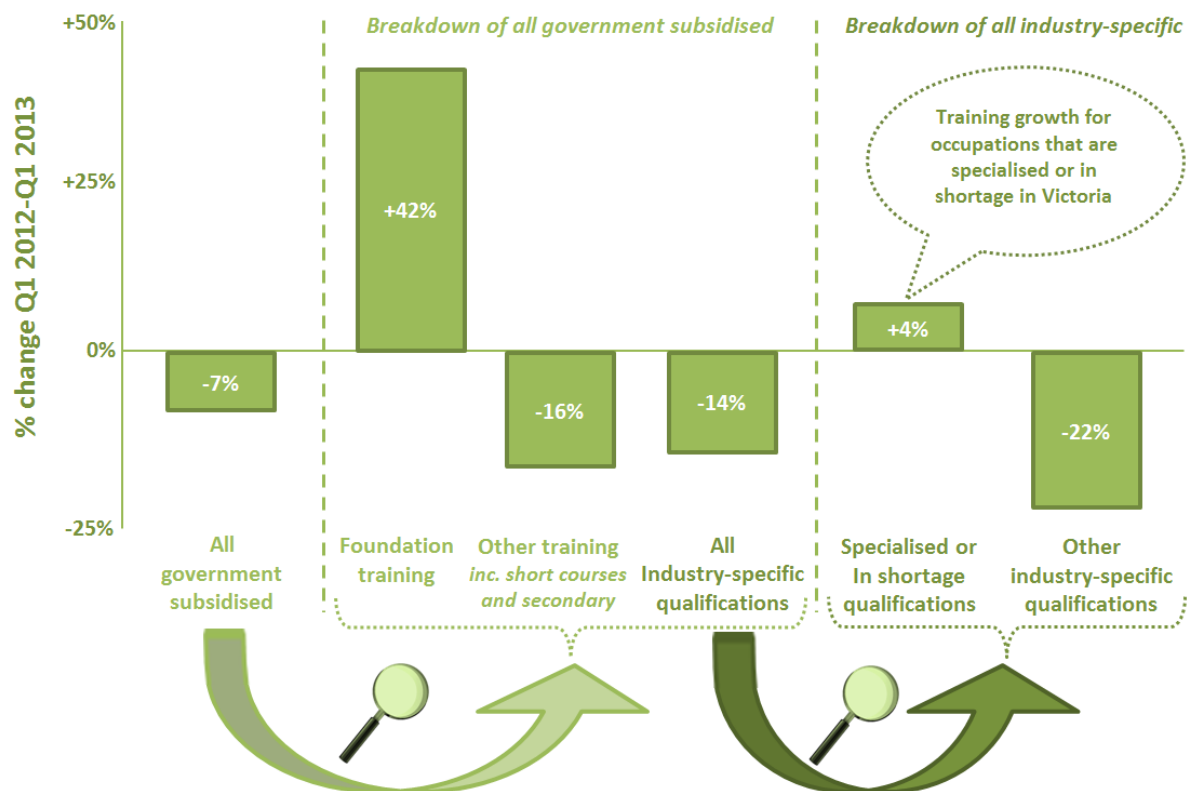 +50%
Breakdown of all government subsidised
Breakdown of all industry-specific
Training growth for
occupations that are
specialised or in
shortage in Victoria
% change Q1 2012-Q1 2013
+25%
+42%
+4%
0%
-7%
-16%
-14%
-22%
-25%
All
government
subsidised
Foundation
training
Other training
inc. short courses
and secondary
All
Industry-specific
qualifications
Specialised or
In shortage
qualifications
Other
industry-specific
qualifications